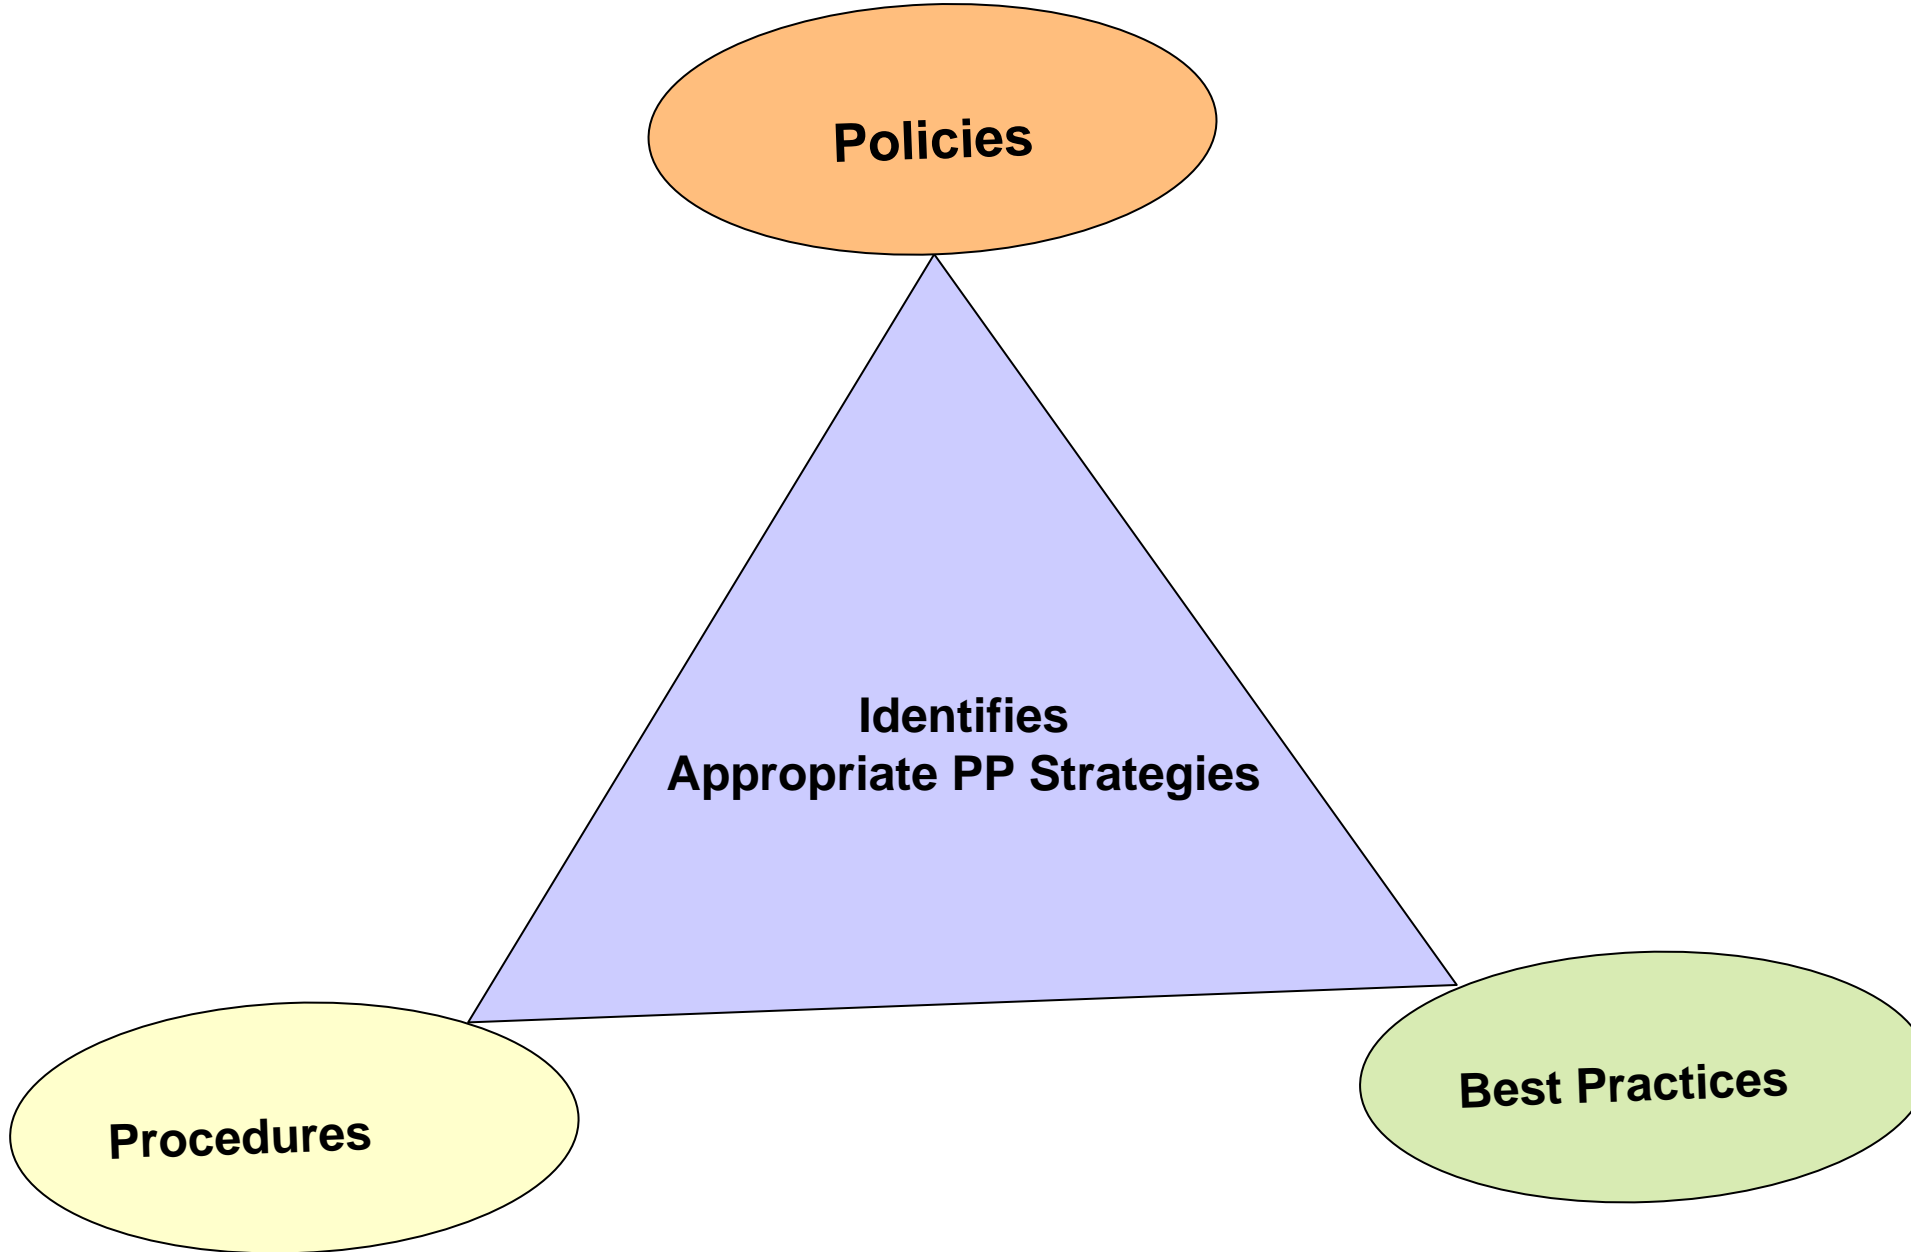 Policies
Identifies
Appropriate PP Strategies
Best Practices
Procedures